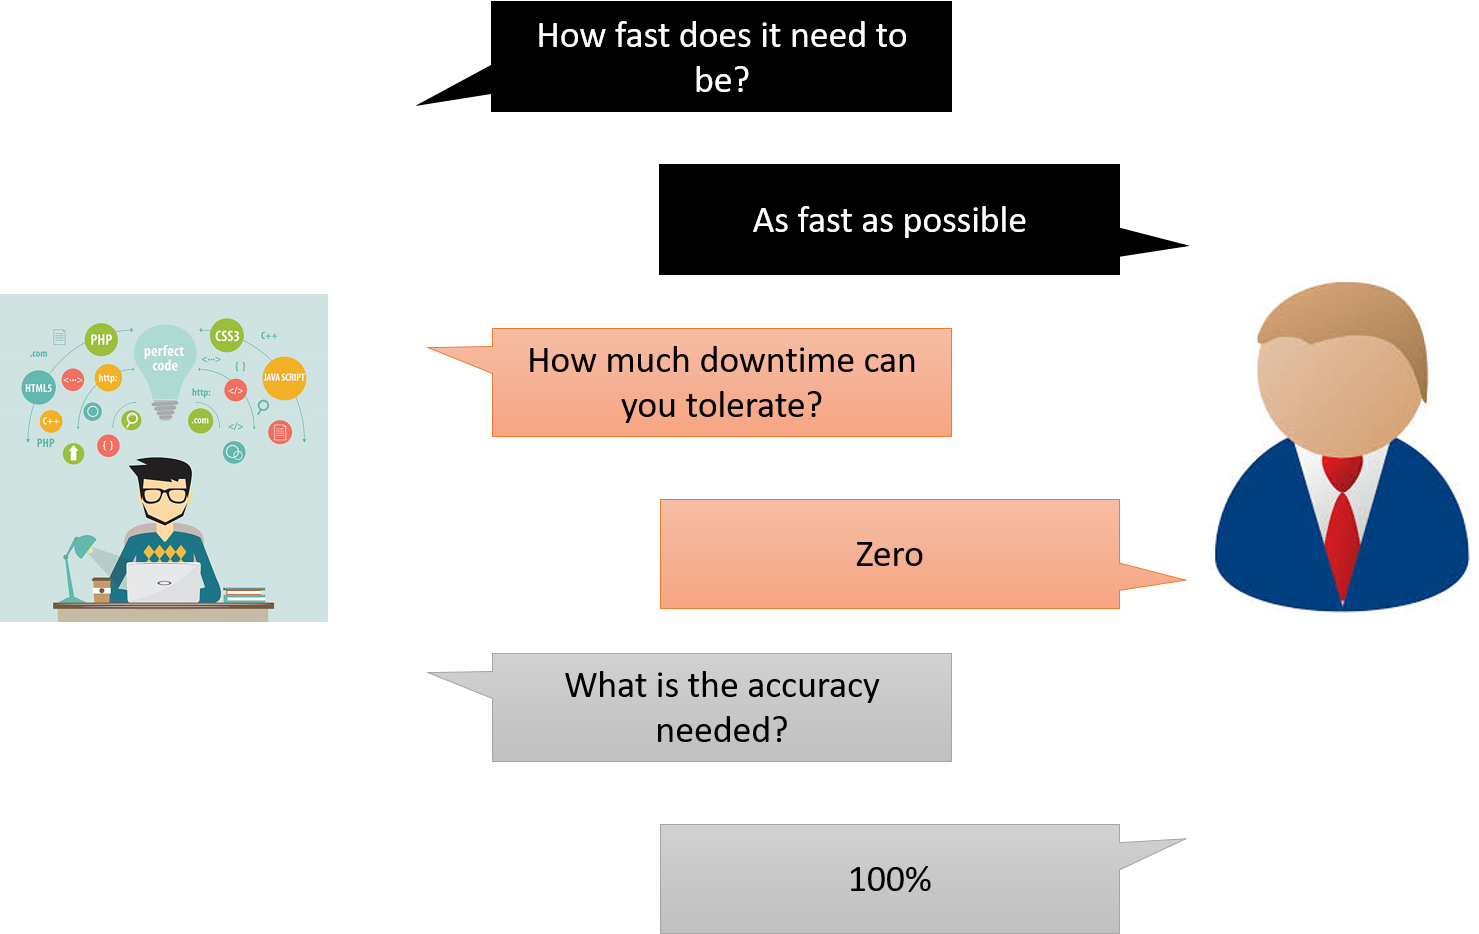 How fast does it need to
be?
As fast as possible
How much downtime can
you tolerate?
Zero
What is the accuracy
needed?
100%
PHP
CSS3
C++
.com
perfect
code
<···>
{ }
HTML5
<···>
http:
JAVA SCRIPT
http:
</>
C++
.com
</>
PHP
{ }